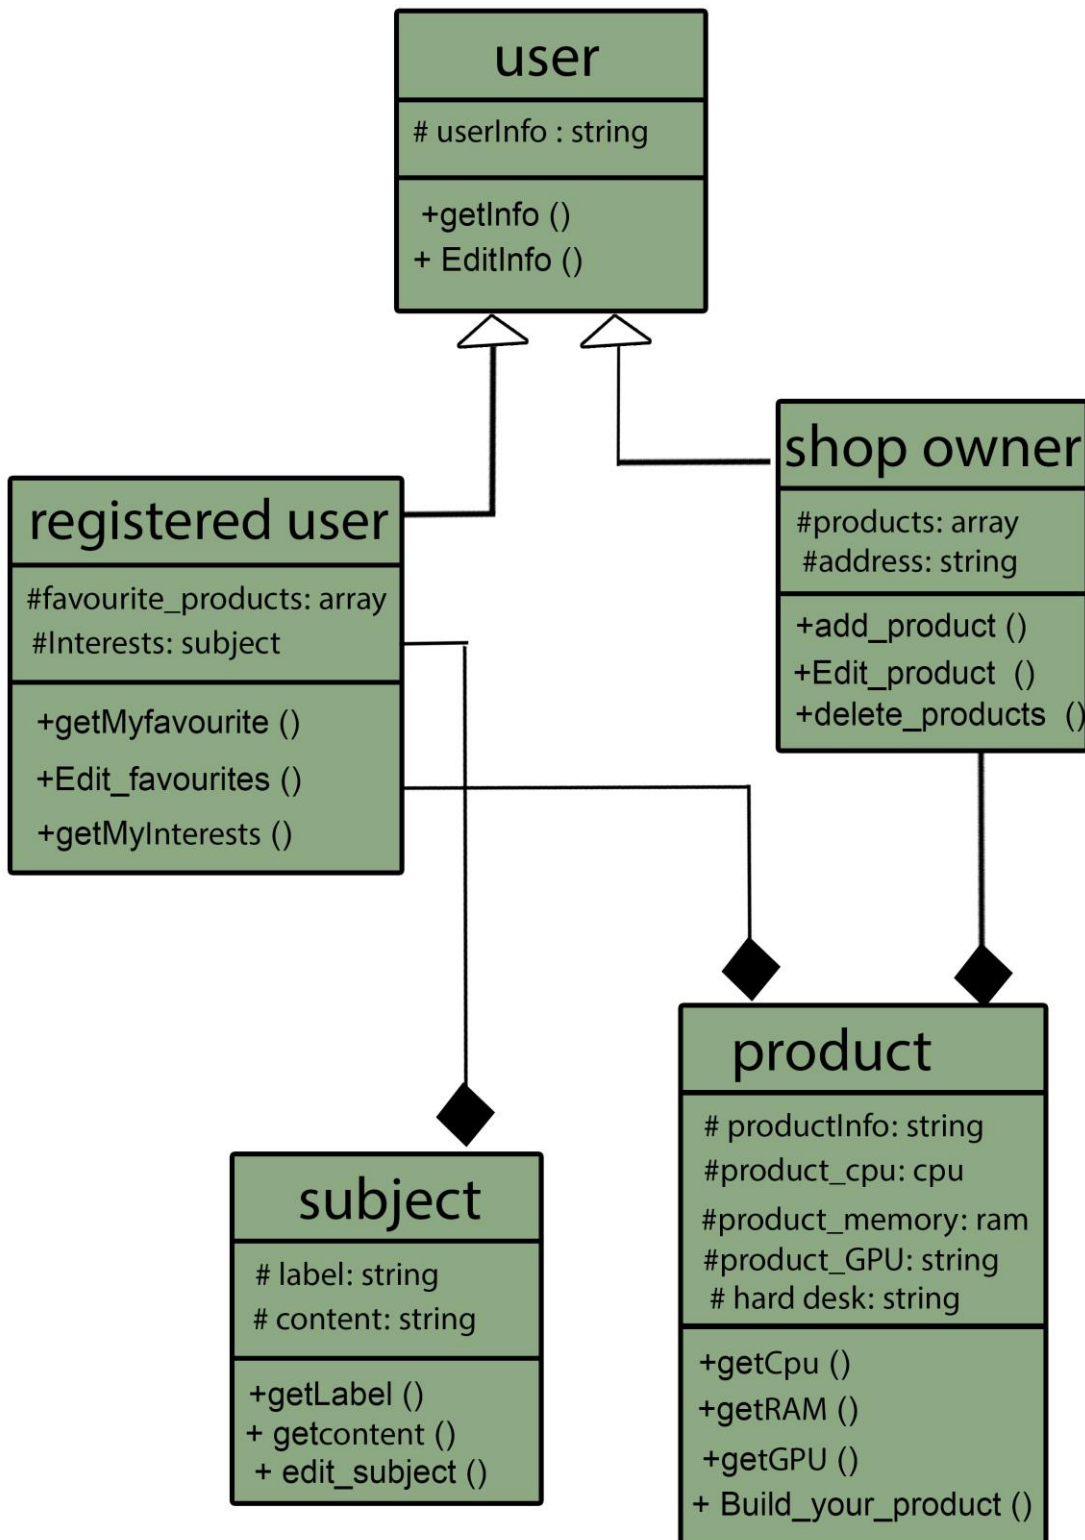 user
# userInfo : string
+getInfo ()
+ EditInfo ()
shop owner
#products: array
#address: string
+add_product ()
+Edit_product ()
+delete_products ()
registered user
#favourite_products: array
#Interests: subject
+getMyfavourite ()
+Edit_favourites ()
+getMyInterests ()
product
# productInfo: string
#product_cpu: cpu
#product_memory: ram
#product_GPU: string
# hard desk: string
+getCpu ()
+getRAM ()
+getGPU ()
+ Build_your_product ()
subject
# label: string
# content: string
+getLabel ()
+ getcontent ()
+ edit_subject ()